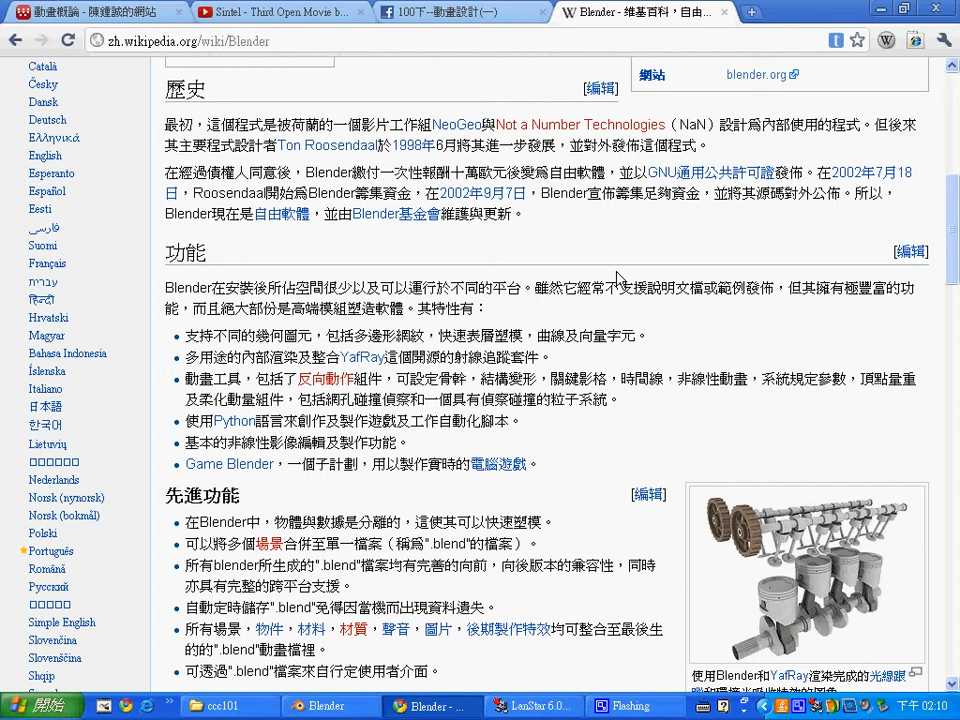 動畫概論 - 陳鍾誠的網站
Sintel - Third Open Movie b...
100下--動畫設計(一)
Blender - 维基百科，自由...
zh.wikipedia.org/wiki/Blender
Català
Česky
Dansk
Deutsch
Ελληνικά
English
Esperanto
Español
Eesti
فارسی
Suomi
Français
עברית
हिन्दी
Hrvatski
Magyar
Bahasa Indonesia
Íslenska
Italiano
日本語
한국어
Lietuvių
Nederlands
Norsk (nynorsk)
Norsk (bokmål)
Polski
Português
Română
Русский
Simple English
Slovenčina
Slovenščina
Shqip
網站 blender.org
歷史 [编辑]
最初，這個程式是被荷蘭的一個影片工作組NeoGeo與Not a Number Technologies（NaN）設計爲內部使用的程式。但後來
其主要程式設計者Ton Roosendaal於1998年6月將其進一步發展，並對外發佈這個程式。
在經過債權人同意後，Blender繳付一次性報酬十萬歐元後變爲自由軟體，並以GNU通用公共許可證發佈。在2002年7月18
日，Roosendaal開始爲Blender籌集資金，在2002年9月7日，Blender宣佈籌集足夠資金，並將其源碼對外公佈。所以，
Blender現在是自由軟體，並由Blender基金會維護與更新。
功能 [编辑]
Blender在安裝後所佔空間很少以及可以運行於不同的平台。雖然它經常不支援說明文檔或範例發佈，但其擁有極豐富的功
能，而且絕大部份是高端模組塑造軟體。其特性有：
支持不同的幾何圖元，包括多邊形網紋，快速表層塑模，曲線及向量字元。
多用途的內部渲染及整合YafRay這個開源的射線追蹤套件。
動畫工具，包括了反向動作組件，可設定骨幹，結構變形，關鍵影格，時間線，非線性動畫，系統規定參數，頂點量重
及柔化動量組件，包括網孔碰撞偵察和一個具有偵察碰撞的粒子系統。
使用Python語言來創作及製作遊戲及工作自動化腳本。
基本的非線性影像編輯及製作功能。
Game Blender，一個子計劃，用以製作實時的電腦遊戲。
先進功能 [编辑]
在Blender中，物體與數據是分離的，這使其可以快速塑模。
可以將多個場景合併至單一檔案（稱爲".blend"的檔案）。
所有blender所生成的".blend"檔案均有完善的向前，向後版本的兼容性，同時
亦具有完整的跨平台支援。
自動定時儲存".blend"免得因當機而出現資料遺失。
所有場景，物件，材料，材質，聲音，圖片，後期製作特效均可整合至最後生
的的".blend"動畫檔裡。
可透過".blend"檔案來自行定使用者介面。
使用Blender和YafRay渲染完成的光線跟
開始
ccc101
Blender
Blender - ...
LanStar 6.0...
Flashing
下午 02:10